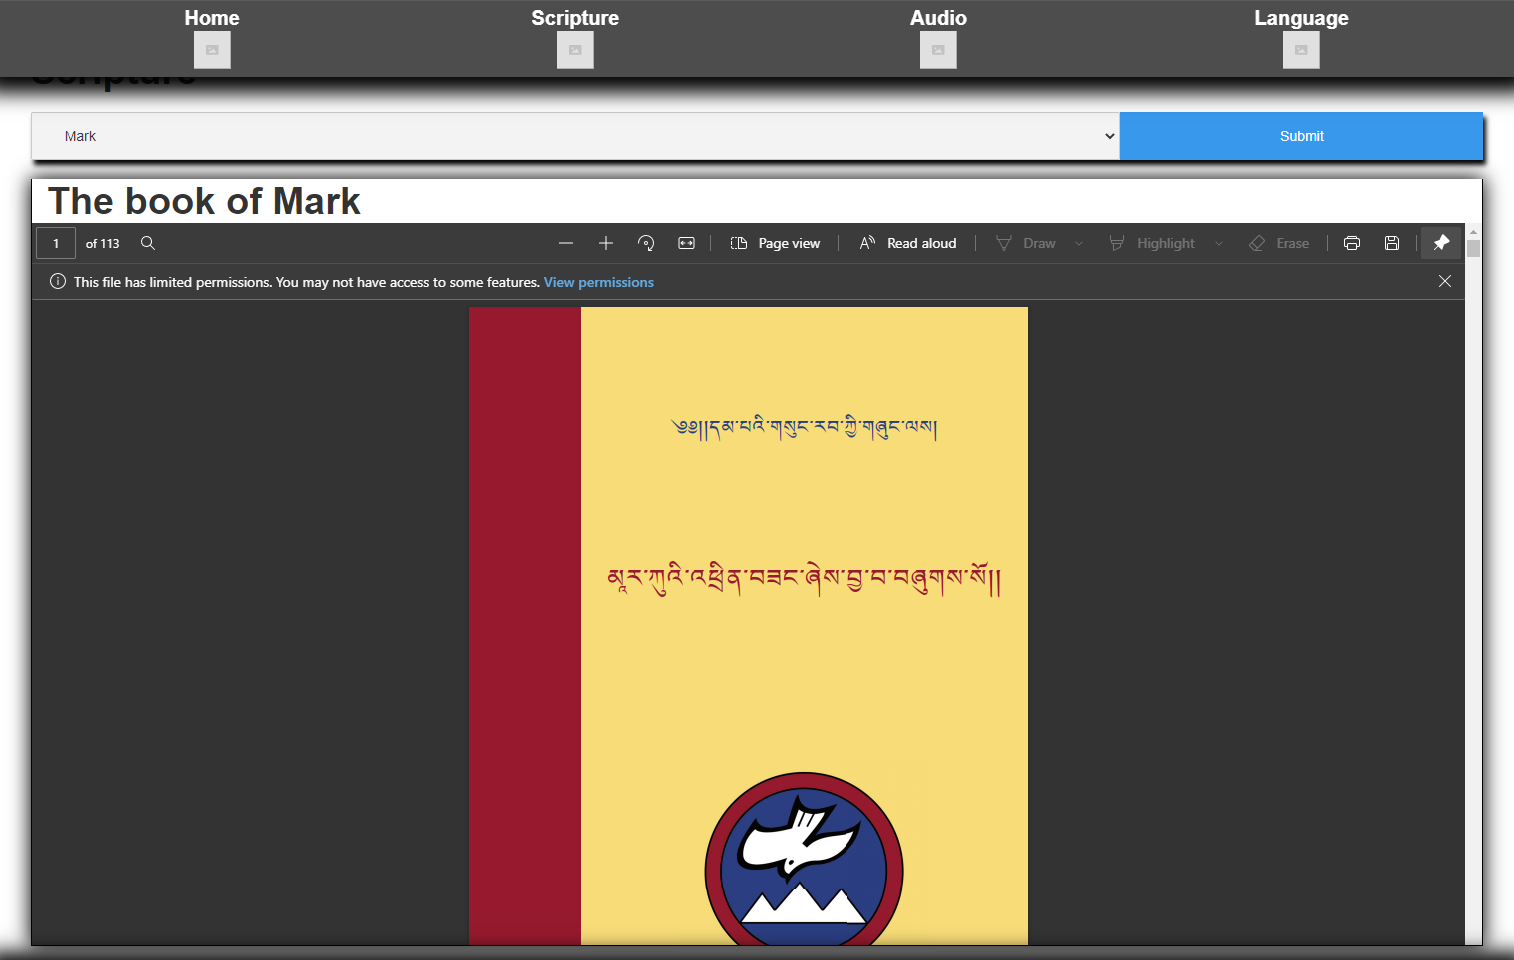 Home
Scripture
Audio
Language
Scripture
Mark
Submit
The book of Mark
1 of 113
Page view
Read aloud
Draw
Highlight
Erase
This file has limited permissions. You may not have access to some features. View permissions
༄༅།།དམ་པའི་གསུང་རབ་ཀྱི་གཞུང་ལས།
མཱར་ཀུའི་འཕྲིན་བཟང་ཞེས་བྱ་བ་བཞུགས་སོ།།